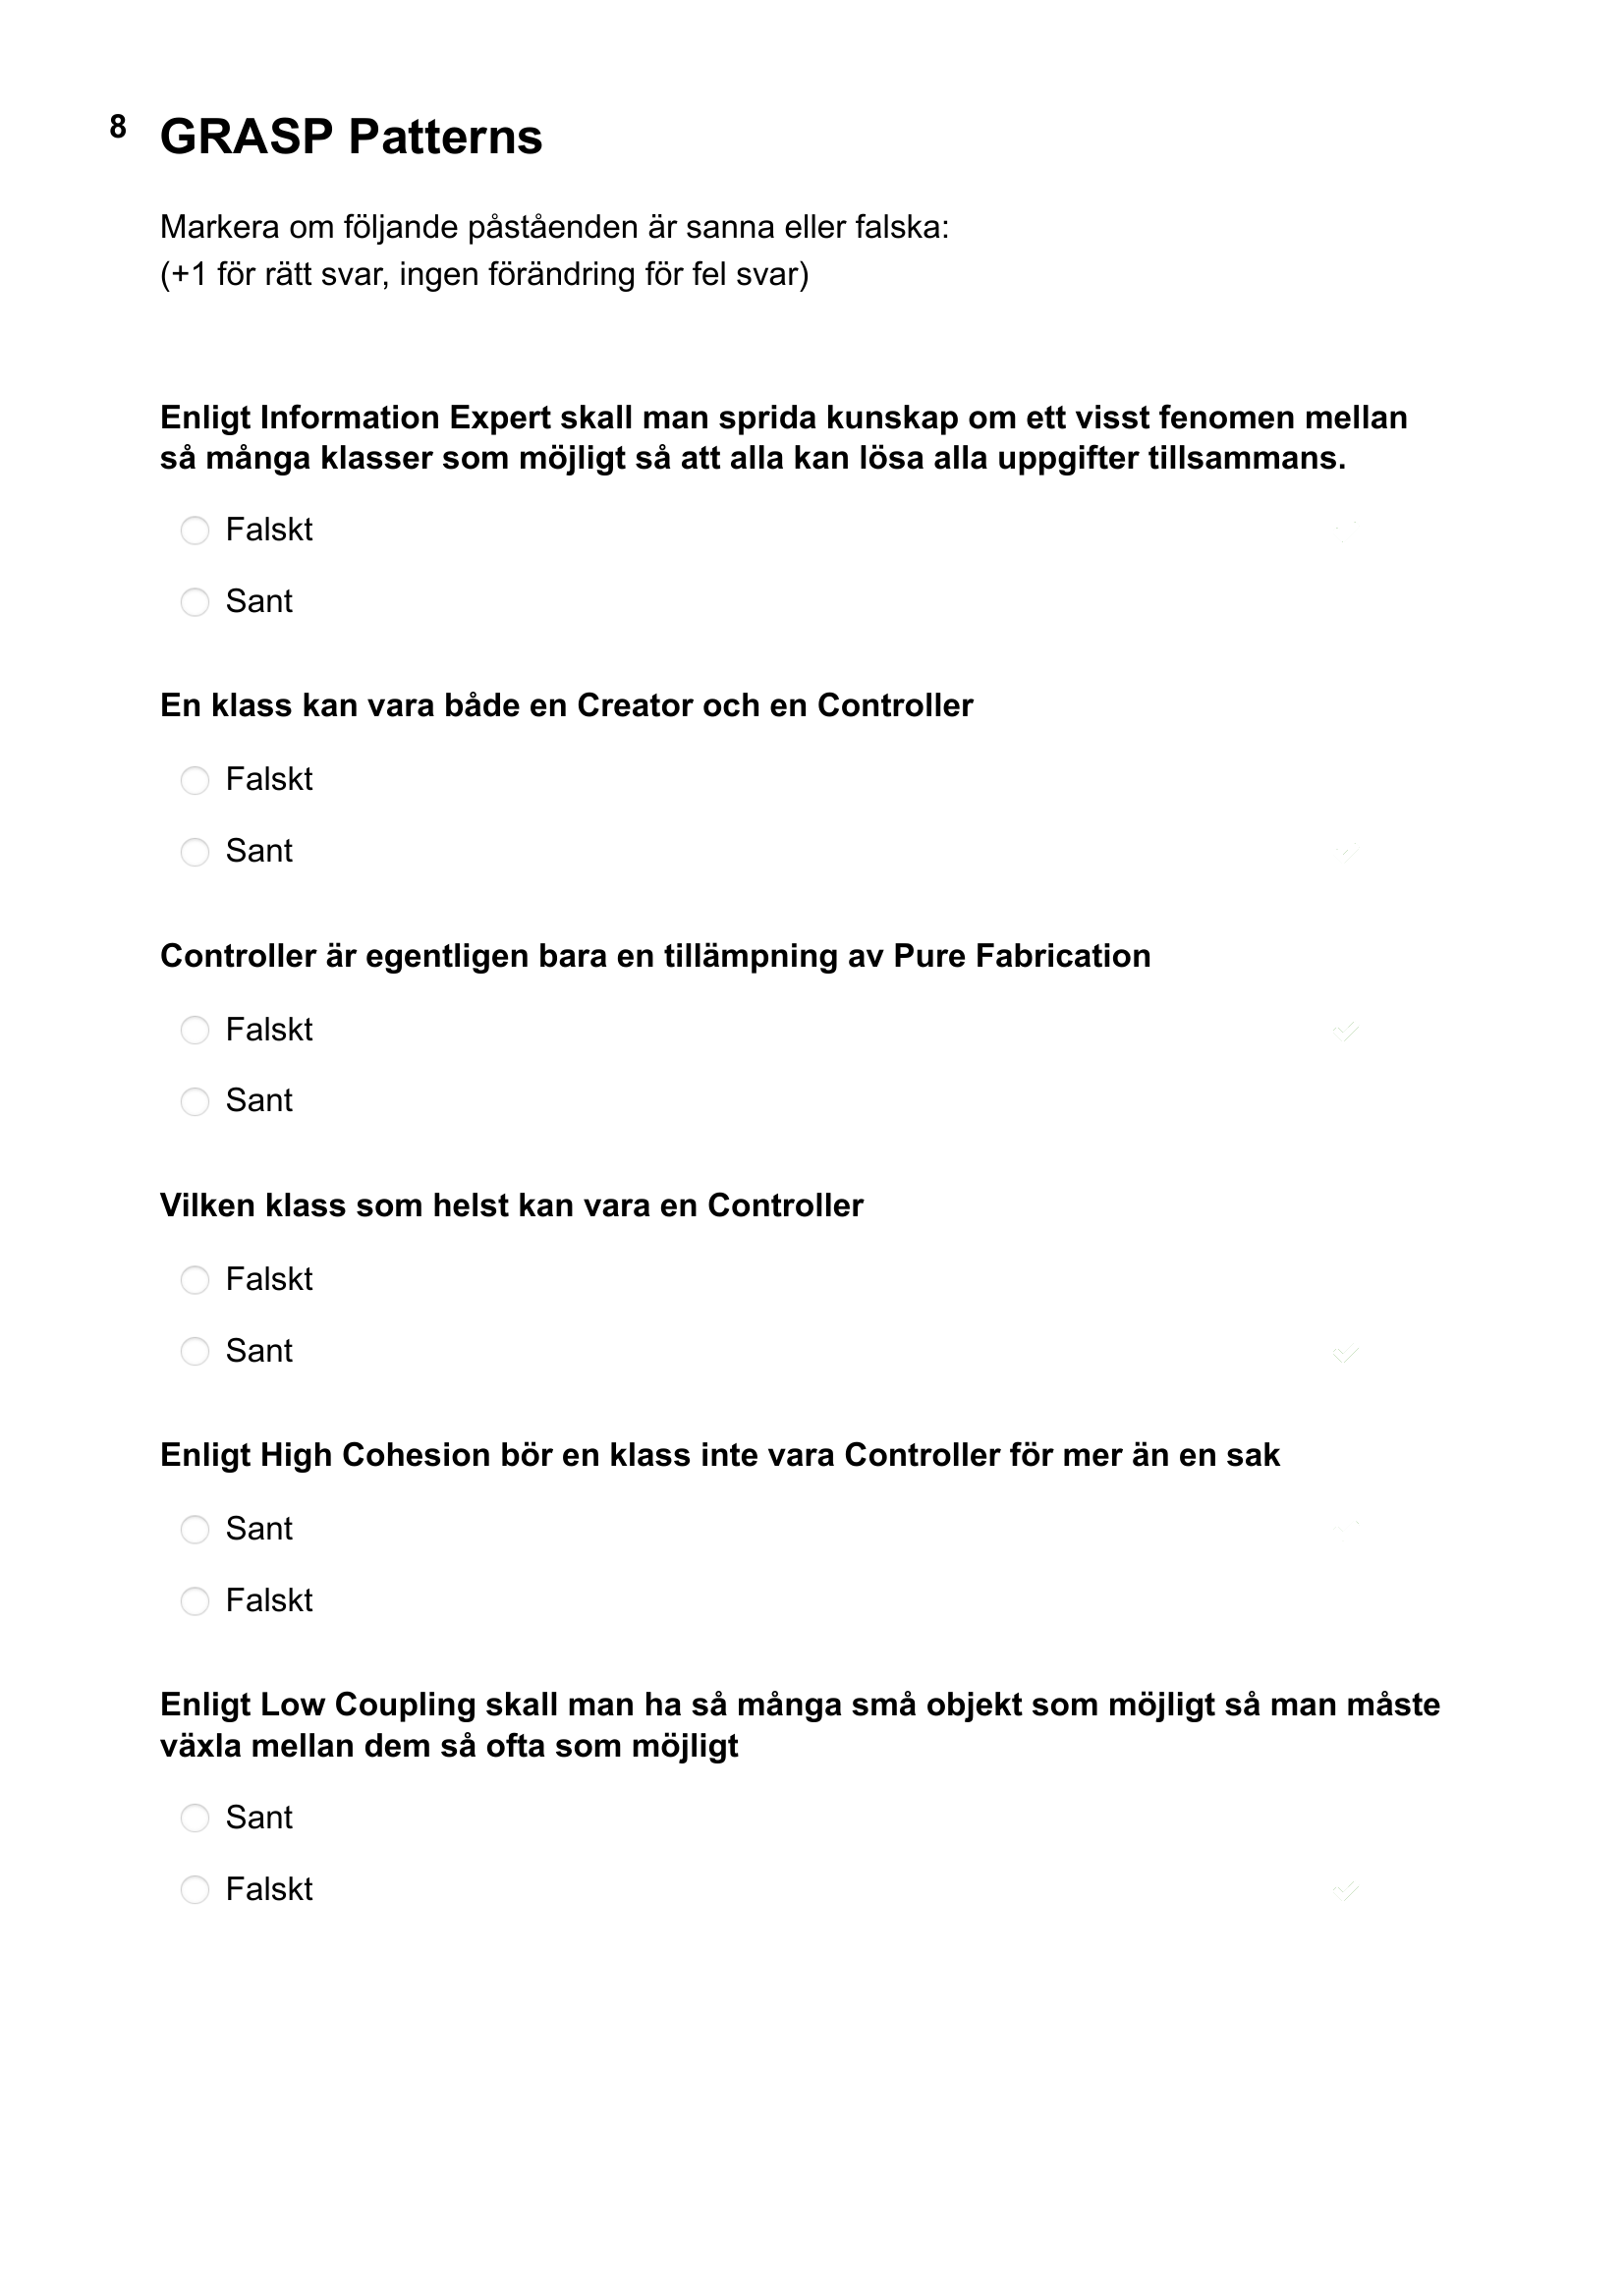 8 GRASP Patterns
Markera om följande påståenden är sanna eller falska:
(+1 för rätt svar, ingen förändring för fel svar)
Enligt Information Expert skall man sprida kunskap om ett visst fenomen mellan
så många klasser som möjligt så att alla kan lösa alla uppgifter tillsammans.
Falskt
Sant
En klass kan vara både en Creator och en Controller
Falskt
Sant
Controller är egentligen bara en tillämpning av Pure Fabrication
Falskt
Sant
Vilken klass som helst kan vara en Controller
Falskt
Sant
Enligt High Cohesion bör en klass inte vara Controller för mer än en sak
Sant
Falskt
Enligt Low Coupling skall man ha så många små objekt som möjligt så man måste
växla mellan dem så ofta som möjligt
Sant
Falskt